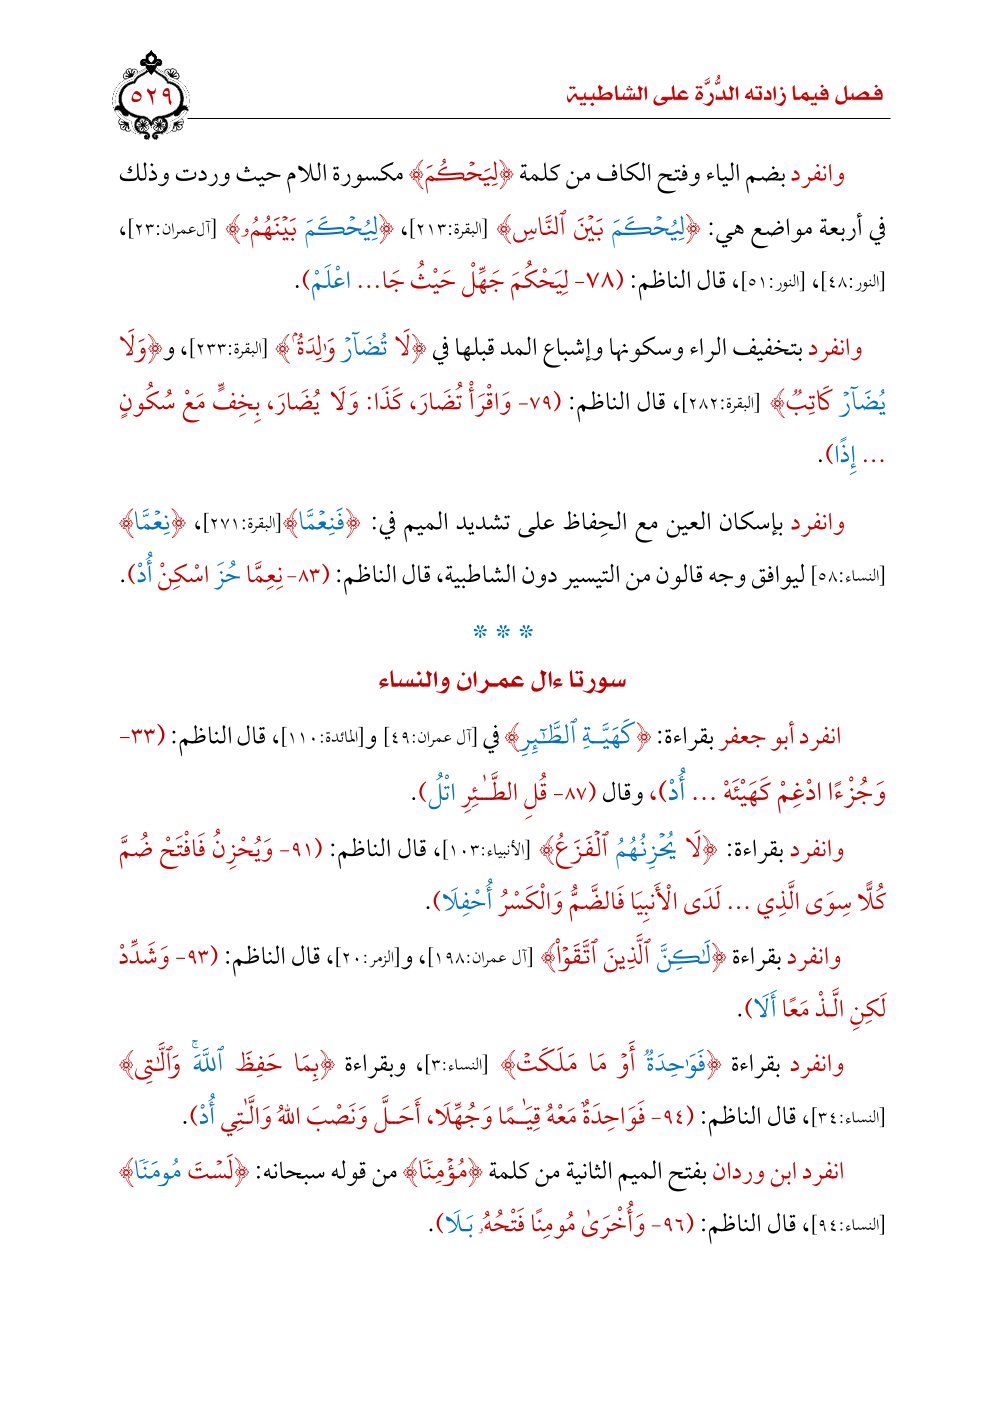 فصل فيما زادته الدُّرَّة على الشاطبية
٥٢٩
وانفرد بضم الياء وفتح الكاف من كلمة ﴿لِيَحۡكُمَ﴾ مكسورة اللام حيث وردت وذلك
في أربعة مواضع هي: ﴿لِيُحۡكَمَ بَيۡنَ ٱلنَّاسِ﴾ [البقرة:٢١٣]، ﴿لِيُحۡكَمَ بَيۡنَهُمُۥ﴾ [آل عمران:٢٣]،
[النور:٤٨]، [النور:٥١]، قال الناظم: (٧٨- لِيَحْكُمَ جَهِّلْ حَيْثُ جَا... اعْلَمْ).
وانفرد بتخفيف الراء وسكونها وإشباع المد قبلها في ﴿لَا تُضَآرۡ وَٰلِدَةُۢ﴾ [البقرة:٢٣٣]، و﴿وَلَا
يُضَآرۡ كَاتِبٞ﴾ [البقرة:٢٨٢]، قال الناظم: (٧٩- وَاقْرَأْ تُضَارَ، كَذَا: وَلَا يُضَارَ، بِخِفٍّ مَعْ سُكُونٍ
... إِذًا).
وانفرد بإسكان العين مع الحِفاظ على تشديد الميم في: ﴿فَنِعۡمَّا﴾[البقرة:٢٧١]، ﴿نِعۡمَّا﴾
[النساء:٥٨] ليوافق وجه قالون من التيسير دون الشاطبية، قال الناظم: (٨٣- نِعِمَّا حُزَ اسْكِنْ أُدْ).
* * *
سورتا ءال عمـران والنساء
انفرد أبو جعفر بقراءة: ﴿كَهَيَّـةِ ٱلطَّـٰٓئِرِ﴾ في [آل عمران:٤٩] و[المائدة:١١٠]، قال الناظم: (٣٣-
وَجُزْءًا ادْغِمْ كَهَيْئَهْ ... أُدْ)، وقال (٨٧- قُلِ الطَّـٰئِرِ اتْلُ).
وانفرد بقراءة: ﴿لَا يُحۡزِنُهُمُ ٱلۡفَزَعُ﴾ [الأنبياء:١٠٣]، قال الناظم: (٩١- وَيُحْزِنُ فَافْتَحْ ضُمَّ
كُلًّا سِوَى الَّذِي ... لَدَى الْأَنبِيَا فَالضَّمُّ وَالْكَسْرُ أُحْفِلَا).
وانفرد بقراءة ﴿لَـٰكِنَّ ٱلَّذِينَ ٱتَّقَوۡاْ﴾ [آل عمران:١٩٨]، و[الزمر:٢٠]، قال الناظم: (٩٣- وَشَدِّدْ
لَكِنِ الَّـذْ مَعًا أَلَا).
وانفرد بقراءة ﴿فَوَٰحِدَةٌ أَوۡ مَا مَلَكَتۡ﴾ [النساء:٣]، وبقراءة ﴿بِمَا حَفِظَ ٱللَّهَۚ وَٱلَّـٰتِي﴾
[النساء:٣٤]، قال الناظم: (٩٤- فَوَاحِدَةٌ مَعْهُ قِيَـٰمًا وَجُهِّلَا، أَحَـلَّ وَنَصْبَ اللهُ وَالَّـٰتِي أُدْ).
انفرد ابن وردان بفتح الميم الثانية من كلمة ﴿مُؤۡمِنٗا﴾ من قوله سبحانه: ﴿لَسۡتَ مُومَنٗا﴾
[النساء:٩٤]، قال الناظم: (٩٦- وَأُخْرَىٰ مُومِنًا فَتْحُهُۥ بَـلَا).